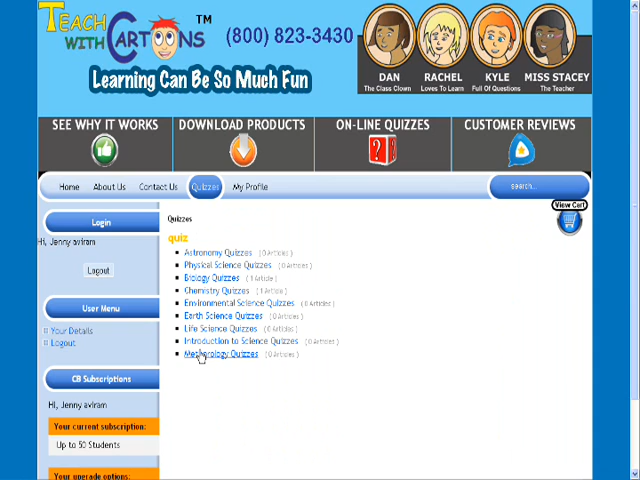 TEACH WITH CARTOONS TM
(800) 823-3430
Learning Can Be So Much Fun
DAN
The Class Clown
RACHEL
Loves To Learn
KYLE
Full Of Questions
MISS STACEY
The Teacher
SEE WHY IT WORKS
DOWNLOAD PRODUCTS
ON-LINE QUIZZES
CUSTOMER REVIEWS
Home
About Us
Contact Us
Quizzes
My Profile
search...
View Cart
Login
Hi, Jenny aviram
Logout
User Menu
Your Details
Logout
CB Subscriptions
Hi, Jenny aviram
Your current subscription:
Up to 50 Students
Your upgrade options:
Quizzes
quiz
Astronomy Quizzes ( 0 Articles )
Physical Science Quizzes ( 0 Articles )
Biology Quizzes ( 1 Article )
Chemistry Quizzes ( 1 Article )
Environmental Science Quizzes ( 0 Articles )
Earth Science Quizzes ( 0 Articles )
Life Science Quizzes ( 0 Articles )
Introduction to Science Quizzes ( 0 Articles )
Quizzes ( 0 Articles )